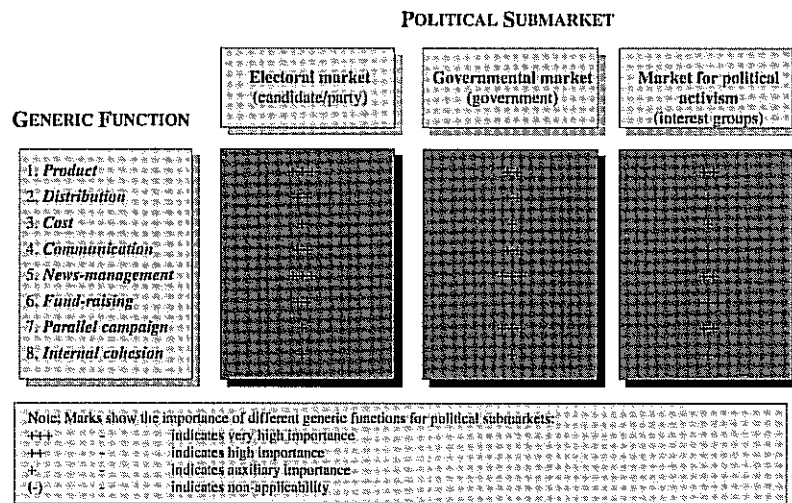 POLITICAL SUBMARKET
Electoral market
(candidate/party)
Governmental market
(government)
Market for political
activism
(interest groups)
GENERIC FUNCTION
1. Product
2. Distribution
3. Cost
4. Communication
5. News-management
6. Fund-raising
7. Parallel campaign
8. Internal cohesion
Note: Marks show the importance of different generic functions for political submarkets:
+++ - indicates very high importance
++ - indicates high importance
+ - indicates auxiliary importance
(-) - indicates non-applicability